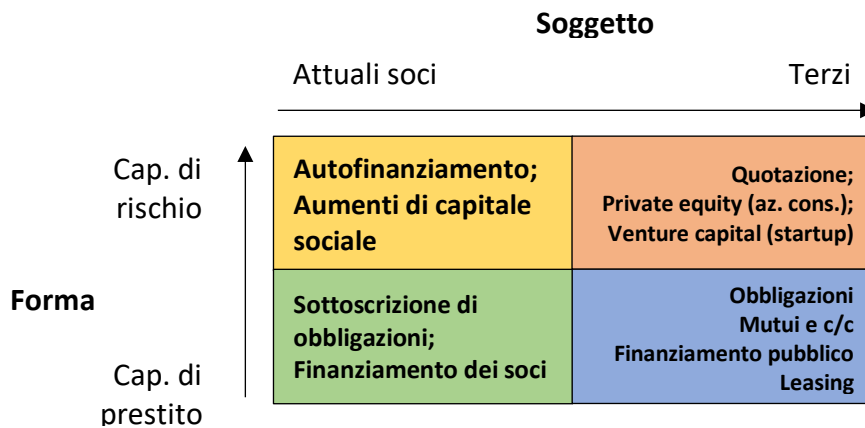 Soggetto
Attuali soci
Terzi
Cap. di
rischio
Autofinanziamento;
Aumenti di capitale
sociale
Quotazione;
Private equity (az. cons.);
Venture capital (startup)
Forma
Sottoscrizione di
obbligazioni;
Finanziamento dei soci
Obbligazioni
Mutui e c/c
Finanziamento pubblico
Leasing
Cap. di
prestito